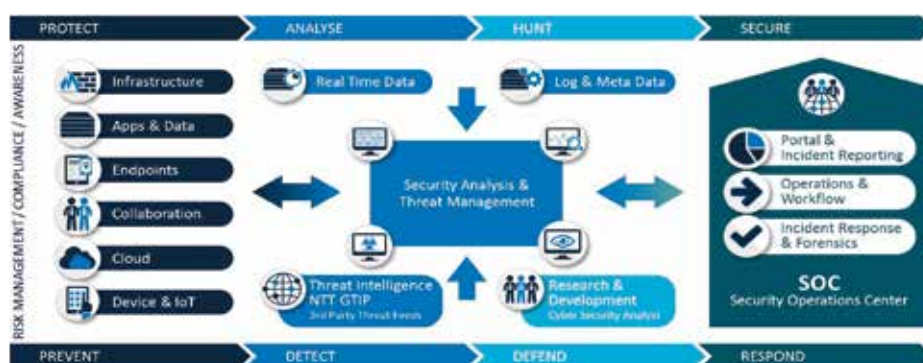 PROTECT
ANALYSE
HUNT
SECURE
RISK MANAGEMENT / COMPLIANCE / AWARENESS
Infrastructure
Apps & Data
Endpoints
Collaboration
Cloud
Device & IoT
Real Time Data
Log & Meta Data
Security Analysis &
Threat Management
Threat Intelligence
NTT GTIP
3rd Party Threat Feeds
Research &
Development
Cyber Security Analyst
Portal &
Incident Reporting
Operations &
Workflow
Incident Response
& Forensics
SOC
Security Operations Center
PREVENT
DETECT
DEFEND
RESPOND